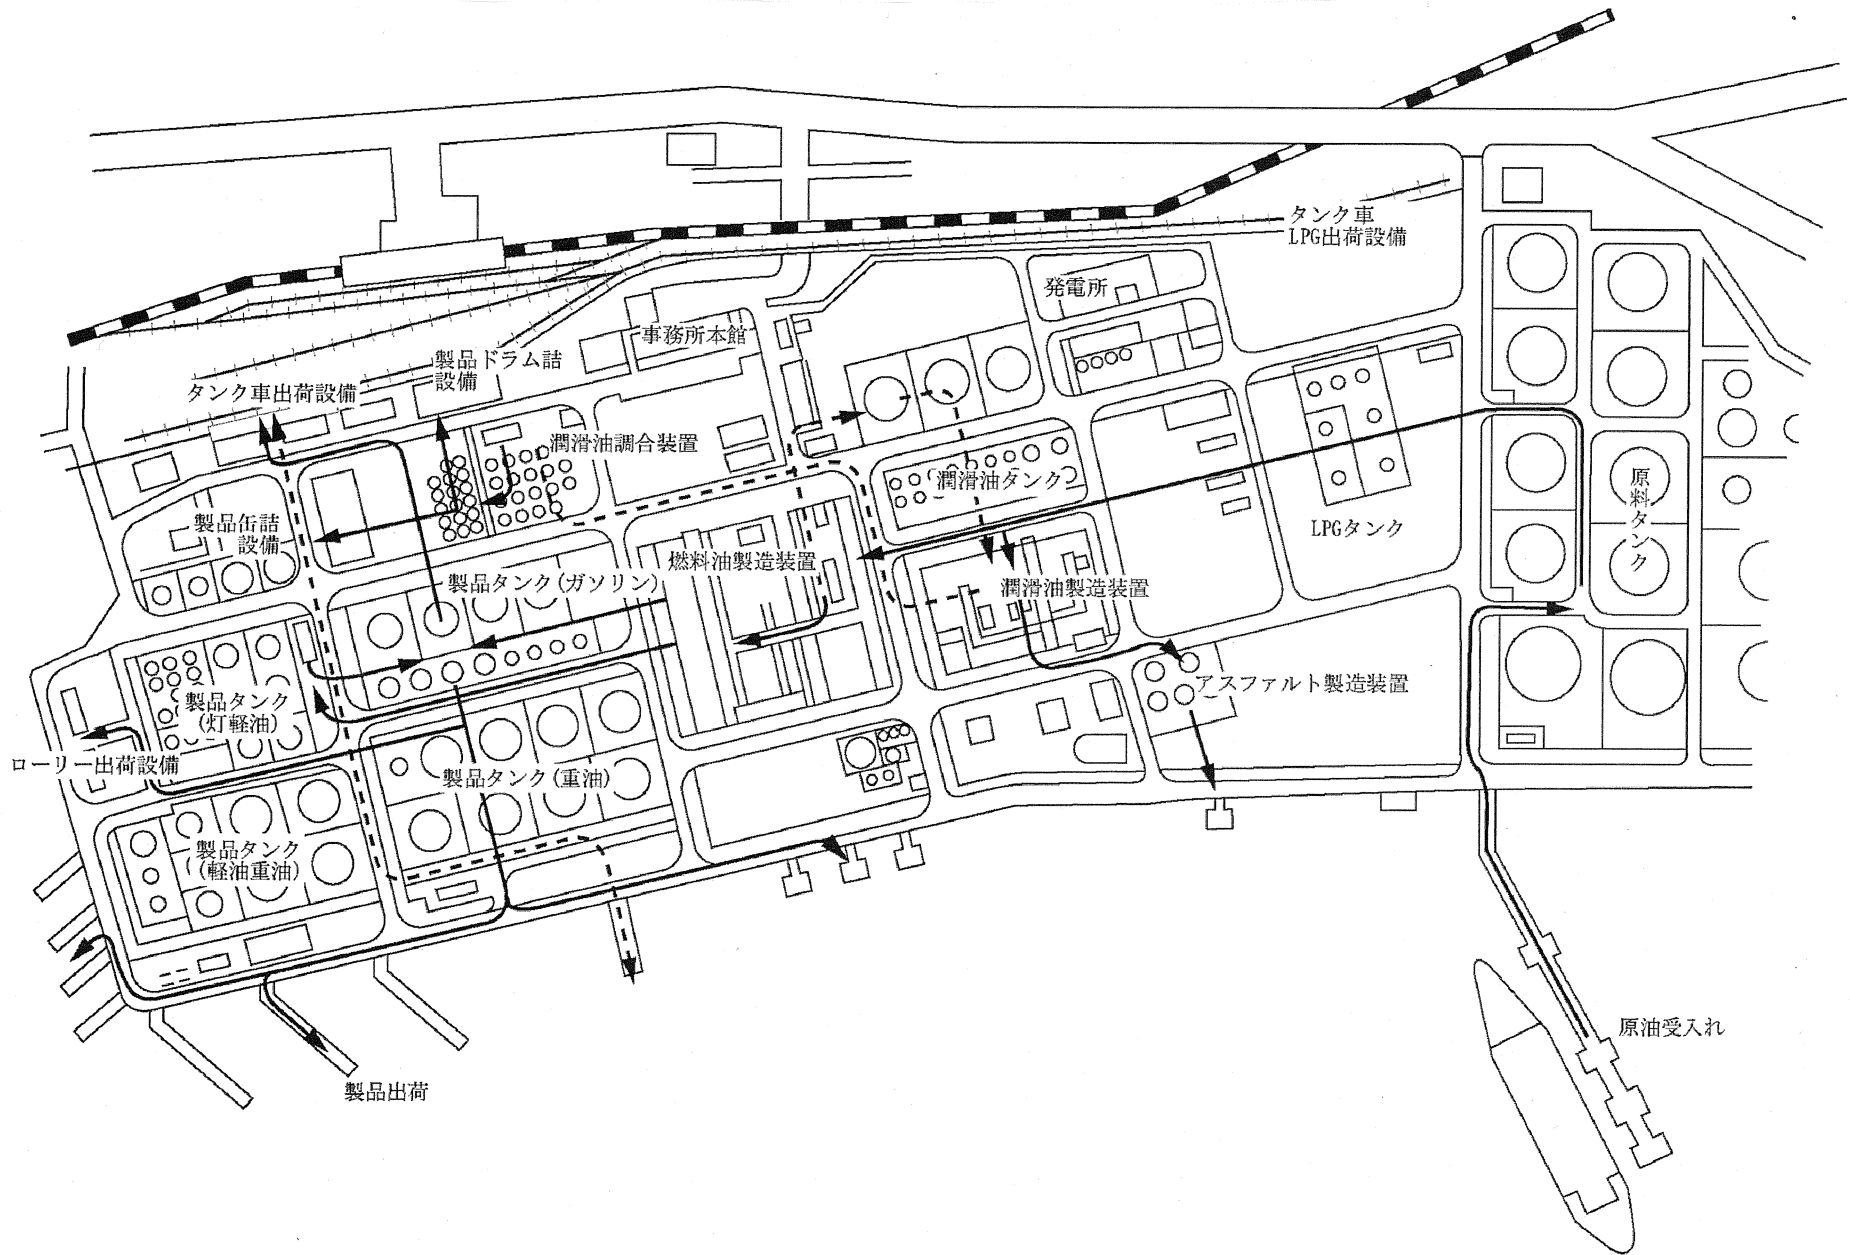 タンク車
LPG出荷設備
発電所
事務所本館
製品ドラム詰
設備
タンク車出荷設備
潤滑油調合装置
潤滑油タンク
原料タンク
製品缶詰
設備
LPGタンク
燃料油製造装置
製品タンク(ガソリン)
潤滑油製造装置
アスファルト製造装置
製品タンク
(灯軽油)
ローリー出荷設備
製品タンク(重油)
製品タンク
(軽油重油)
原油受入れ
製品出荷